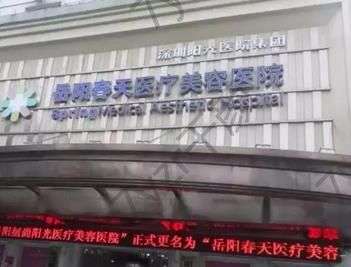 深圳阳光医院集团
岳阳春天医疗美容医院
Spring Medical Aesthetic Hospital
阳光医疗美容医院”正式更名为“岳阳春天医疗美容